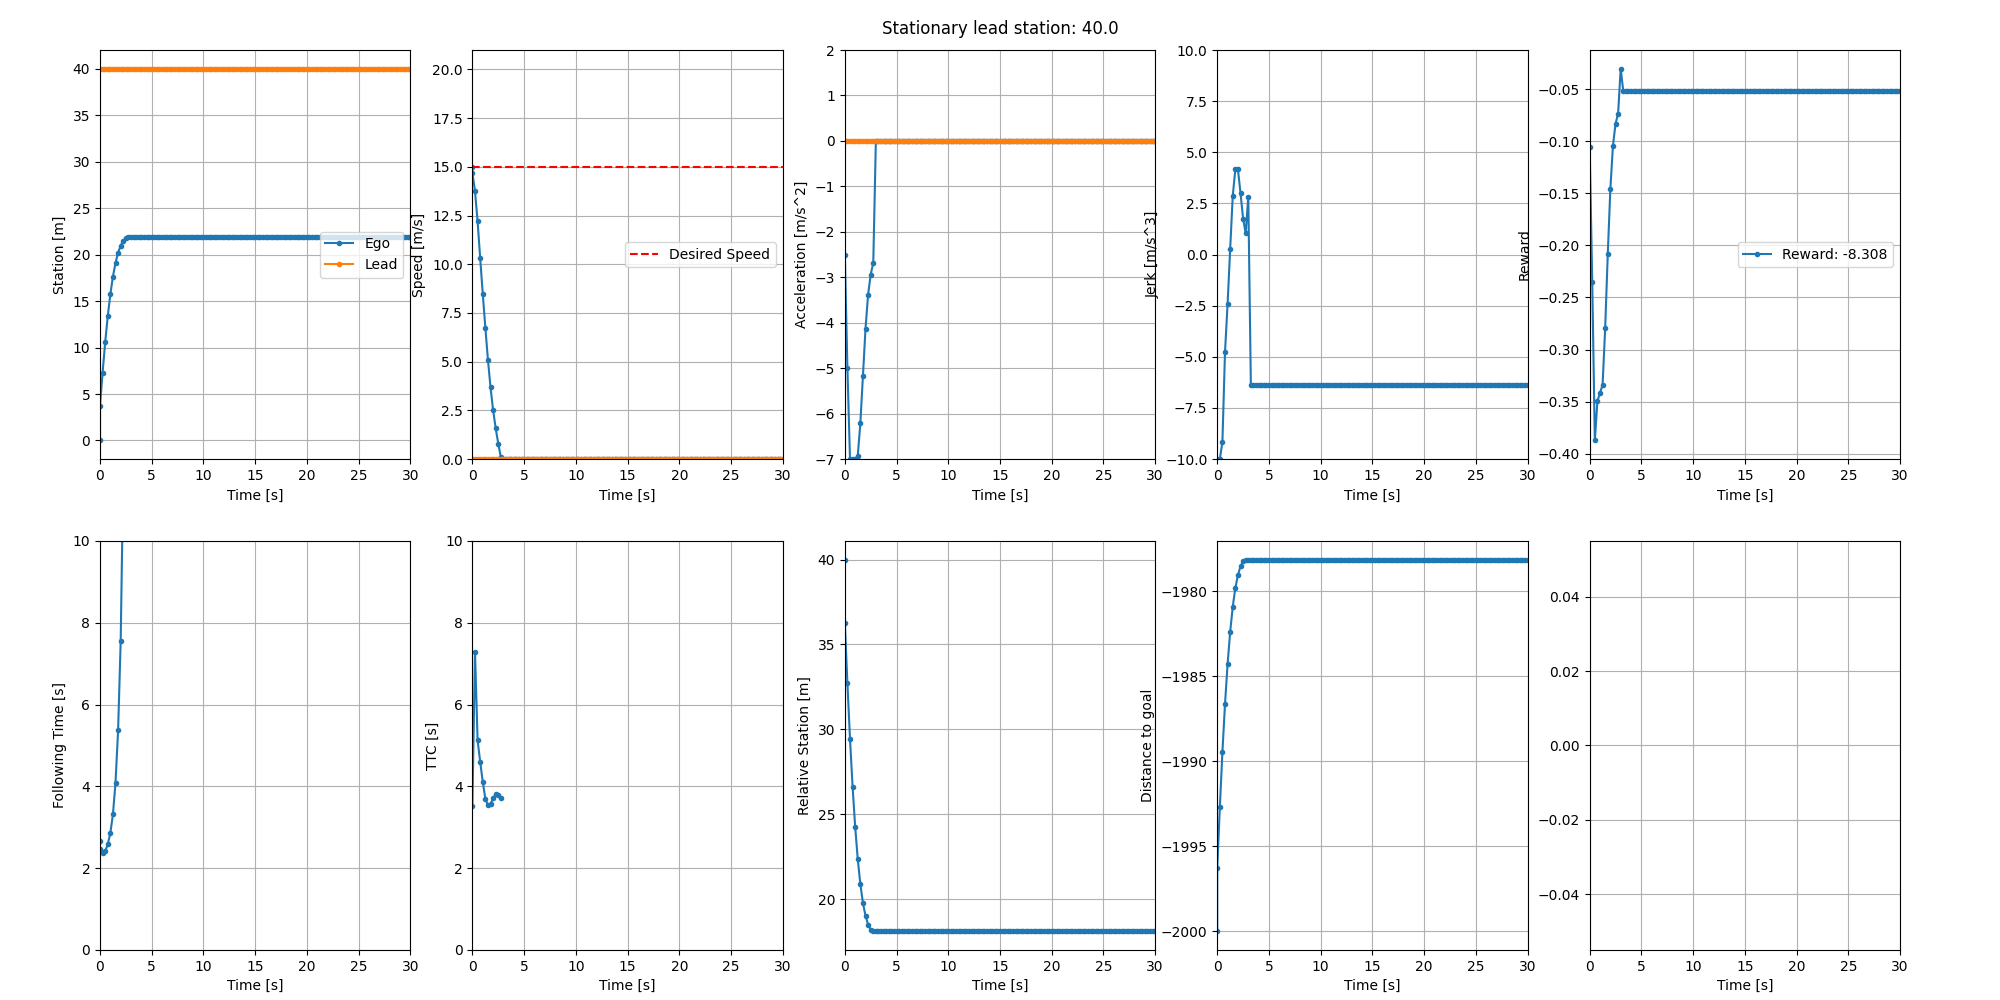 Stationary lead station: 40.0
Station [m]
40
35
30
25
20
15
10
5
0
Ego
Lead
0 5 10 15 20 25 30
Time [s]
Speed [m/s]
20.0
17.5
15.0
12.5
10.0
7.5
5.0
2.5
0.0
Desired Speed
0 5 10 15 20 25 30
Time [s]
Acceleration [m/s^2]
2
1
0
−1
−2
−3
−4
−5
−6
−7
0 5 10 15 20 25 30
Time [s]
Jerk [m/s^3]
10.0
7.5
5.0
2.5
0.0
−2.5
−5.0
−7.5
−10.0
0 5 10 15 20 25 30
Time [s]
Reward
−0.05
−0.10
−0.15
−0.20
−0.25
−0.30
−0.35
−0.40
Reward: -8.308
0 5 10 15 20 25 30
Time [s]
Following Time [s]
10
8
6
4
2
0
0 5 10 15 20 25 30
Time [s]
TTC [s]
10
8
6
4
2
0
0 5 10 15 20 25 30
Time [s]
Relative Station [m]
40
35
30
25
20
0 5 10 15 20 25 30
Time [s]
Distance to goal
−1980
−1985
−1990
−1995
−2000
0 5 10 15 20 25 30
Time [s]
0.04
0.02
0.00
−0.02
−0.04
0 5 10 15 20 25 30
Time [s]